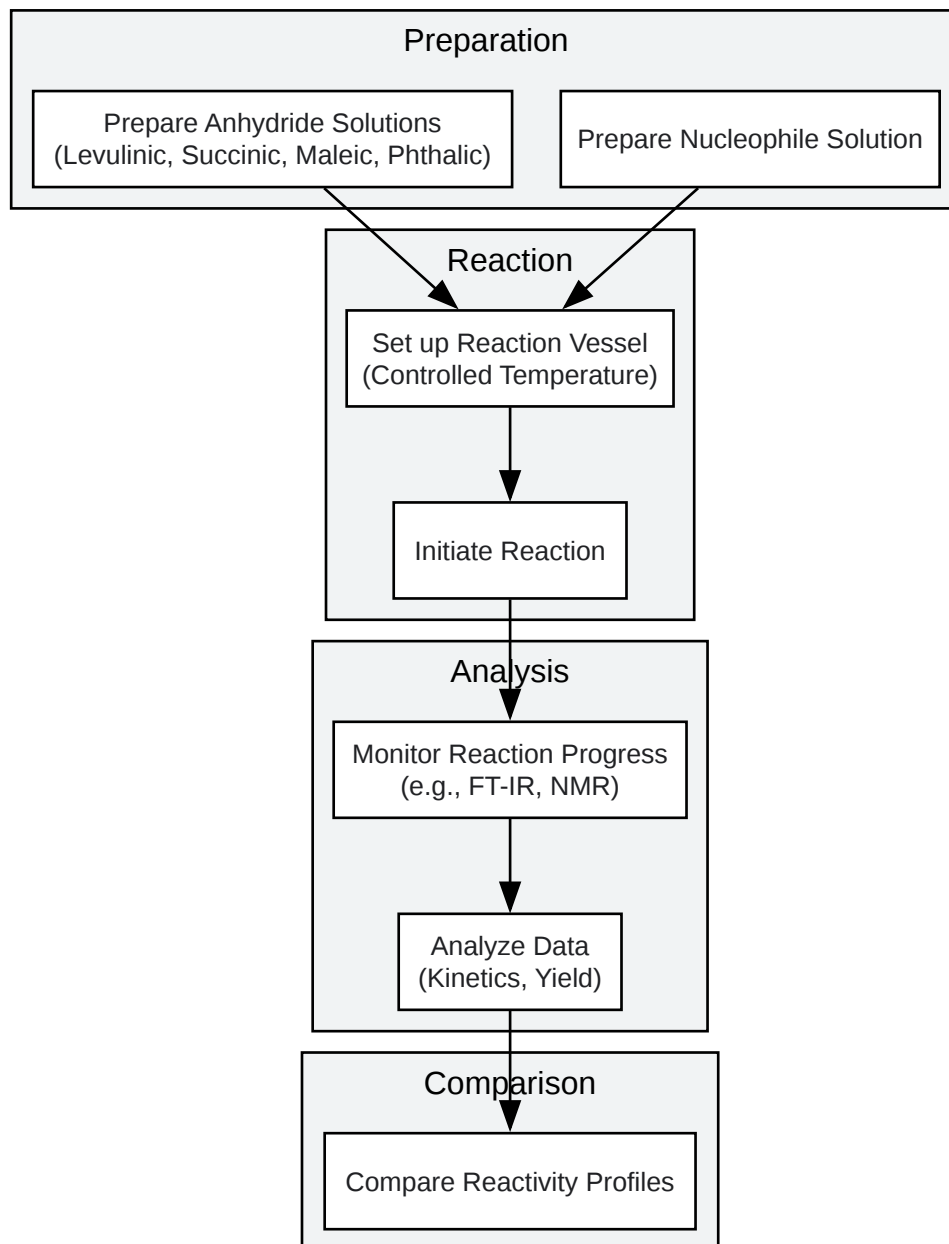 Preparation
Prepare Anhydride Solutions
(Levulinic, Succinic, Maleic, Phthalic)
Prepare Nucleophile Solution
Reaction
Set up Reaction Vessel
(Controlled Temperature)
Initiate Reaction
Analysis
Monitor Reaction Progress
(e.g., FT-IR, NMR)
Analyze Data
(Kinetics, Yield)
Comparison
Compare Reactivity Profiles